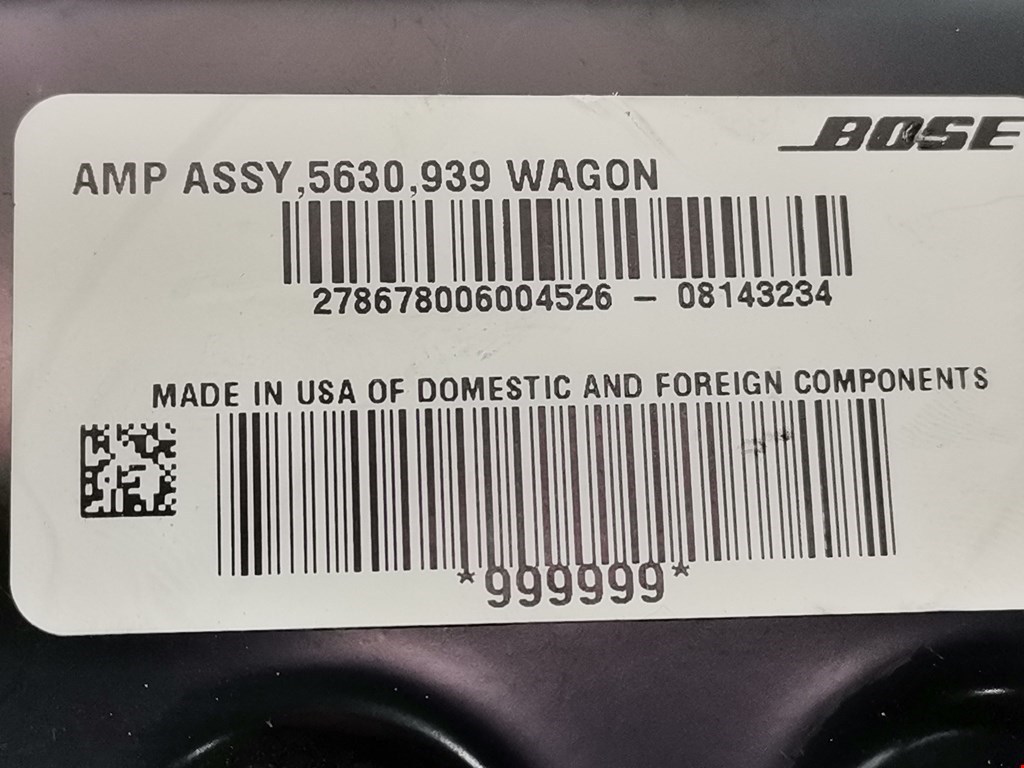 BOSE
AMP ASSY,5630,939 WAGON
278678006004526 – 08143234
MADE IN USA OF DOMESTIC AND FOREIGN COMPONENTS
*999999*